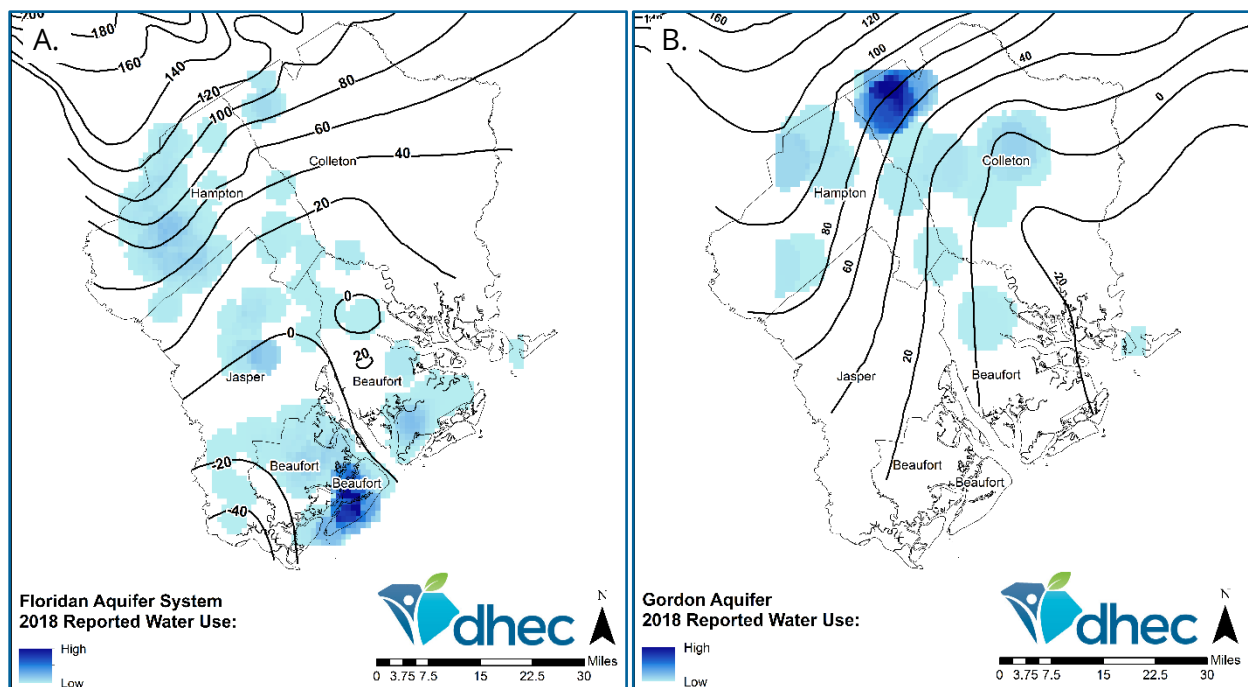 A.
200
180
160
140
120
100
80
60
40
20
0
0
20
-20
-40
Hampton
Colleton
Jasper
Beaufort
Beaufort
Beaufort
Floridan Aquifer System
2018 Reported Water Use:
High
Low
dhec
N
Miles
0 3.75 7.5 15 22.5 30
B.
160
160
140
120
100
80
60
40
20
0
-20
Hampton
Colleton
Jasper
Beaufort
Beaufort
Beaufort
Gordon Aquifer
2018 Reported Water Use:
High
Low
dhec
N
Miles
0 3.75 7.5 15 22.5 30